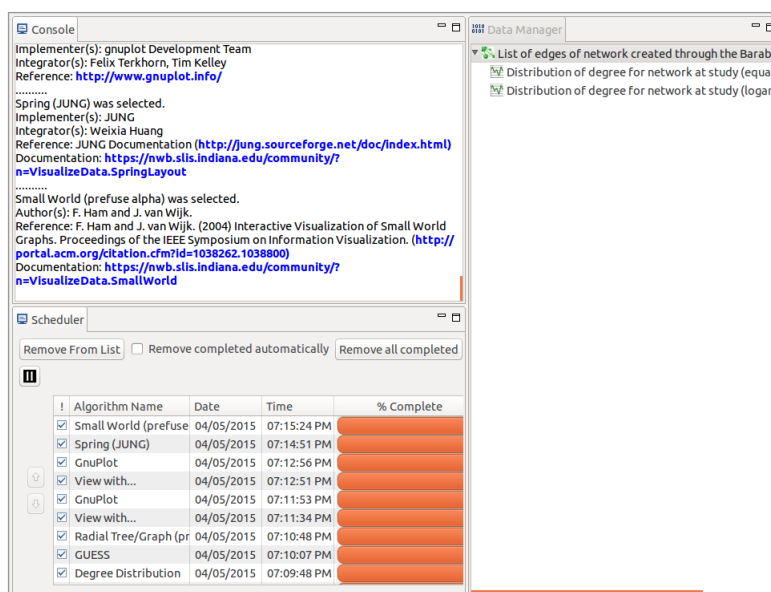 Console
Implementer(s): gnuplot Development Team
Integrator(s): Felix Terkhorn, Tim Kelley
Reference: http://www.gnuplot.info/
..........
Spring (JUNG) was selected.
Implementer(s): JUNG
Integrator(s): Weixia Huang
Reference: JUNG Documentation (http://jung.sourceforge.net/doc/index.html)
Documentation: https://nwb.slis.indiana.edu/community/?
n=VisualizeData.SpringLayout
..........
Small World (prefuse alpha) was selected.
Author(s): F. Ham and J. van Wijk.
Reference: F. Ham and J. van Wijk. (2004) Interactive Visualization of Small World
Graphs. Proceedings of the IEEE Symposium on Information Visualization. (http://
portal.acm.org/citation.cfm?id=1038262.1038800)
Documentation: https://nwb.slis.indiana.edu/community/?
n=VisualizeData.SmallWorld
Data Manager
List of edges of network created through the Barab
Distribution of degree for network at study (equa
Distribution of degree for network at study (logar
Scheduler
Remove From List Remove completed automatically Remove all completed
! Algorithm Name Date Time % Complete
Small World (prefuse 04/05/2015 07:15:24 PM
Spring (JUNG) 04/05/2015 07:14:51 PM
GnuPlot 04/05/2015 07:12:56 PM
View with... 04/05/2015 07:12:51 PM
GnuPlot 04/05/2015 07:11:53 PM
View with... 04/05/2015 07:11:34 PM
Radial Tree/Graph (pr 04/05/2015 07:10:48 PM
GUESS 04/05/2015 07:10:07 PM
Degree Distribution 04/05/2015 07:09:48 PM